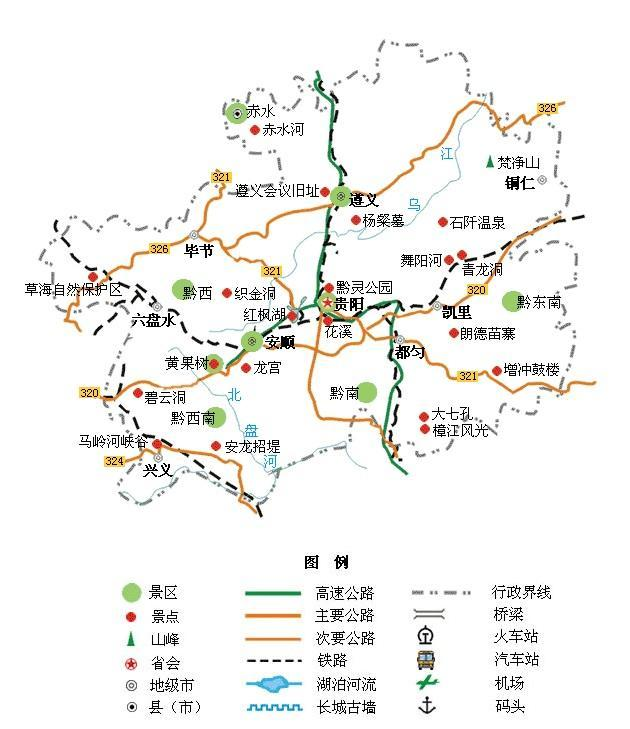 赤水
赤水河
326
江
梵净山
铜仁
321
遵义会议旧址
遵义
乌
杨粲墓
石阡温泉
毕节
326
舞阳河
青龙洞
321
草海自然保护区
黔西
织金洞
黔灵公园
贵阳
320
黔东南
六盘水
红枫湖
花溪
凯里
安顺
都匀
朗德苗寨
黄果树
龙宫
321
增冲鼓楼
320
碧云洞
北
黔南
黔西南
盘
大七孔
樟江风光
马岭河峡谷
安龙招堤
324
兴义
河
图 例
景区
高速公路
行政界线
景点
主要公路
桥梁
山峰
次要公路
火车站
省会
铁路
汽车站
地级市
湖泊河流
机场
县（市）
长城古墙
码头